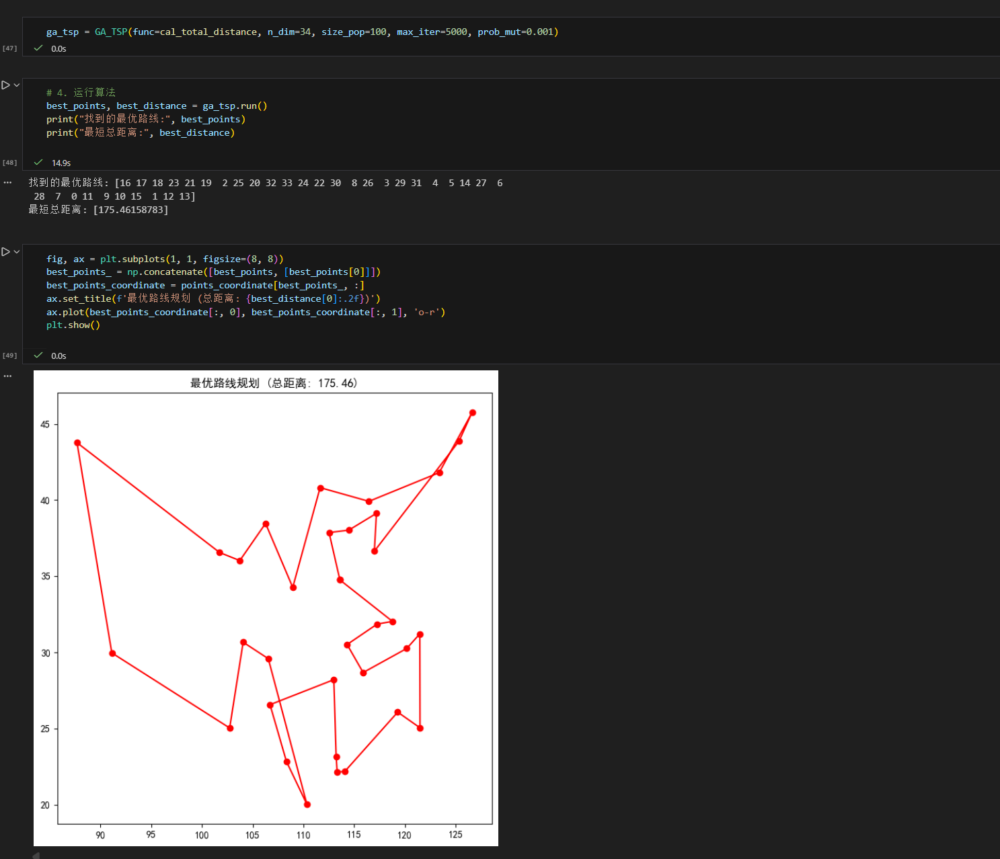 ga_tsp = GA_TSP(func=cal_total_distance, n_dim=34, size_pop=100, max_iter=5000, prob_mut=0.001)
[47]
0.0s
# 4. 运行算法
best_points, best_distance = ga_tsp.run()
print("找到的最优路线:", best_points)
print("最短总距离:", best_distance)
[48]
14.9s
找到的最优路线: [16 17 18 23 21 19  2 25 20 32 33 24 22 30  8 26  3 29 31  4  5 14 27  6
 28  7  0 11  9 10 15  1 12 13]
最短总距离: [175.46158783]
fig, ax = plt.subplots(1, 1, figsize=(8, 8))
best_points_ = np.concatenate([best_points, [best_points[0]]])
best_points_coordinate = points_coordinate[best_points_, :]
ax.set_title(f'最优路线规划 (总距离: {best_distance[0]:.2f})')
ax.plot(best_points_coordinate[:, 0], best_points_coordinate[:, 1], 'o-r')
plt.show()
[49]
0.0s
最优路线规划 (总距离: 175.46)
45
40
35
30
25
20
90 95 100 105 110 115 120 125